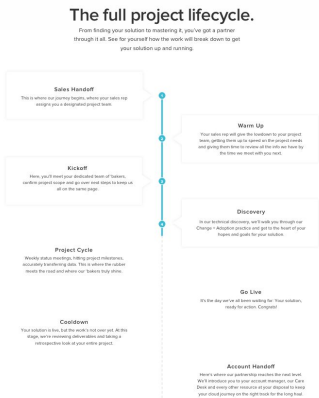 The full project lifecycle.
From finding your solution to mastering it, you've got a partner
through it all. See for yourself how the work will break down to get
your solution up and running.
Sales Handoff
This is where our journey begins, where your sales rep
assigns you a designated project team
1
Warm Up
Your sales rep will give the lowdown to your project
team, getting them up to speed on the project needs
and giving them time to review all the info we have by
the time we meet with you next.
2
Kickoff
Here, you'll meet your dedicated team of 'bakers,
confirm project scope and go over next steps to keep us
all on the same page.
3
Discovery
In our technical discovery, we'll walk you through our
Change + Adoption practice and get to the heart of your
hopes and goals for your solution.
4
Project Cycle
Weekly status meetings, hitting project milestones,
accurately transferring data. This is where the rubber
meets the road and where our 'bakers truly shine.
Go Live
It's the day we've all been waiting for. Your solution,
ready for action. Congrats!
Cooldown
Your solution is live, but the work's not over yet. At this
stage, we're reviewing deliverables and taking a
retrospective look at your entire project.
Account Handoff
Here's where our partnership reaches the next level.
We'll introduce you to your account manager, our Care
Desk and every other resource at your disposal to keep
your cloud journey on the right track for the long haul